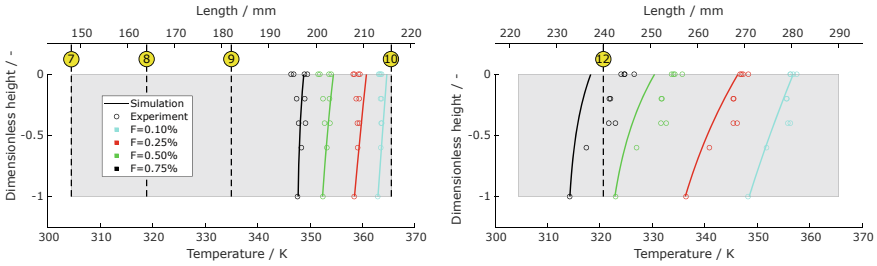 Length / mm
150 160 170 180 190 200 210 220
7 8 9 10
0
-0.5
-1
Dimensionless height / -
Simulation
Experiment
F=0.10%
F=0.25%
F=0.50%
F=0.75%
300 310 320 330 340 350 360 370
Temperature / K
Length / mm
220 230 240 250 260 270 280 290
12
0
-0.5
-1
Dimensionless height / -
300 310 320 330 340 350 360 370
Temperature / K